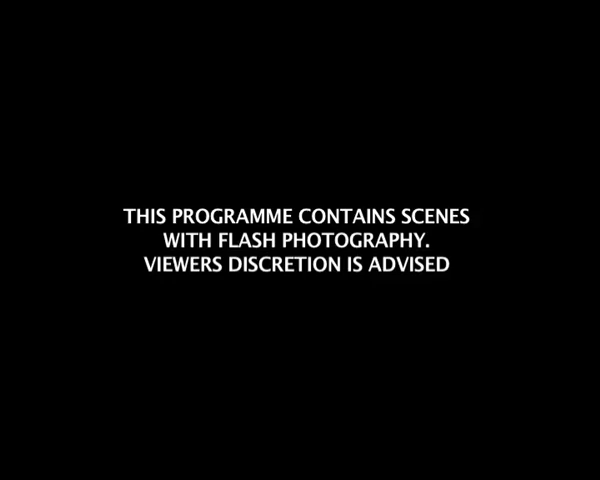 THIS PROGRAMME CONTAINS SCENES
WITH FLASH PHOTOGRAPHY.
VIEWERS DISCRETION IS ADVISED